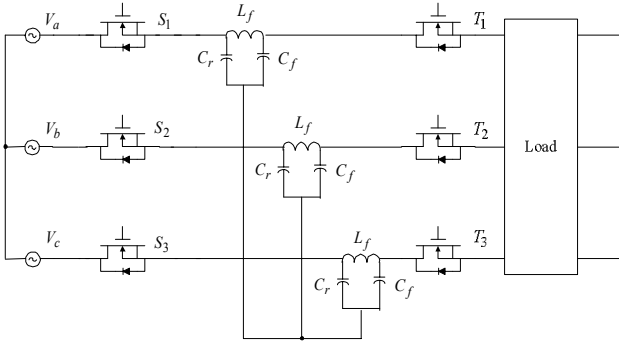 V_a S_1 L_f T_1
C_r C_f
V_b S_2 L_f T_2
C_r C_f Load
V_c S_3 L_f T_3
C_r C_f